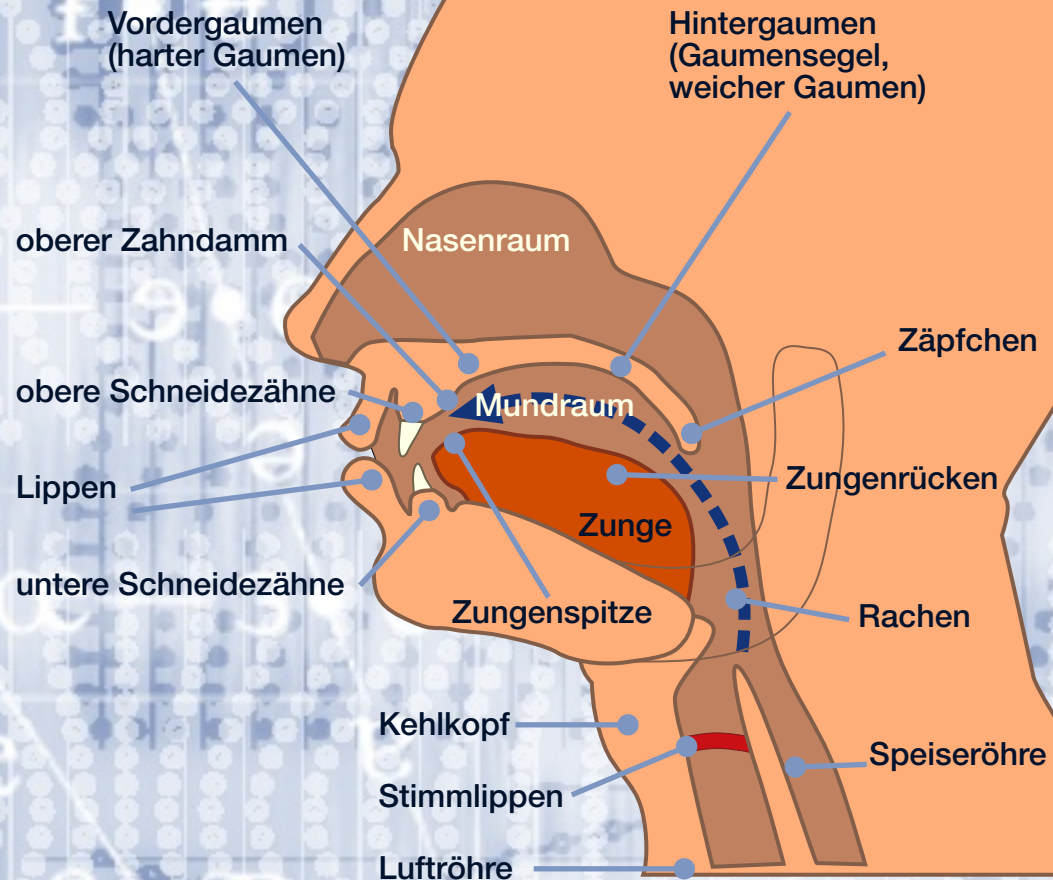 Vordergaumen
(harter Gaumen)
Hintergaumen
(Gaumensegel,
weicher Gaumen)
oberer Zahndamm
Nasenraum
Zäpfchen
obere Schneidezähne
Mundraum
Lippen
Zungenrücken
Zunge
untere Schneidezähne
Zungenspitze
Rachen
Kehlkopf
Speiseröhre
Stimmlippen
Luftröhre